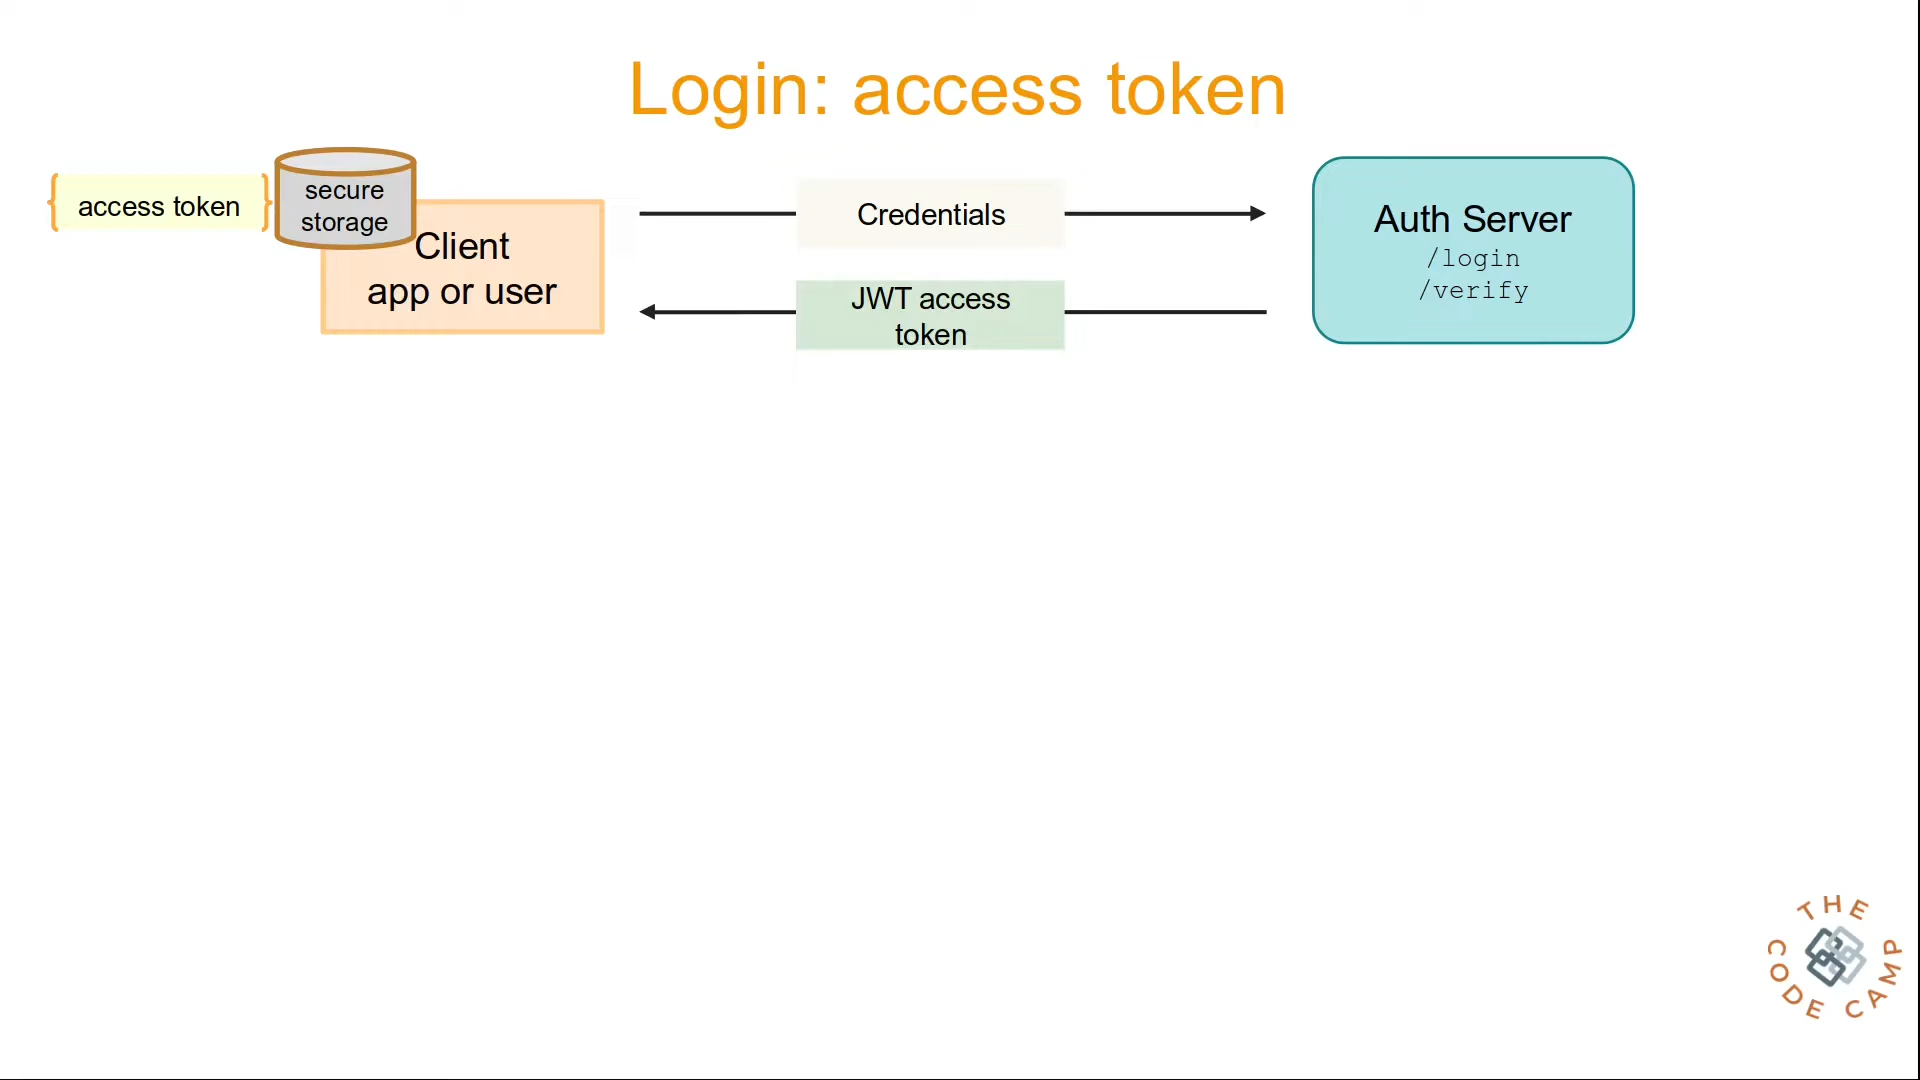 Login: access token
access token
secure
storage
Client
app or user
Credentials
JWT access
token
Auth Server
/login
/verify
THE
CODE CAMP